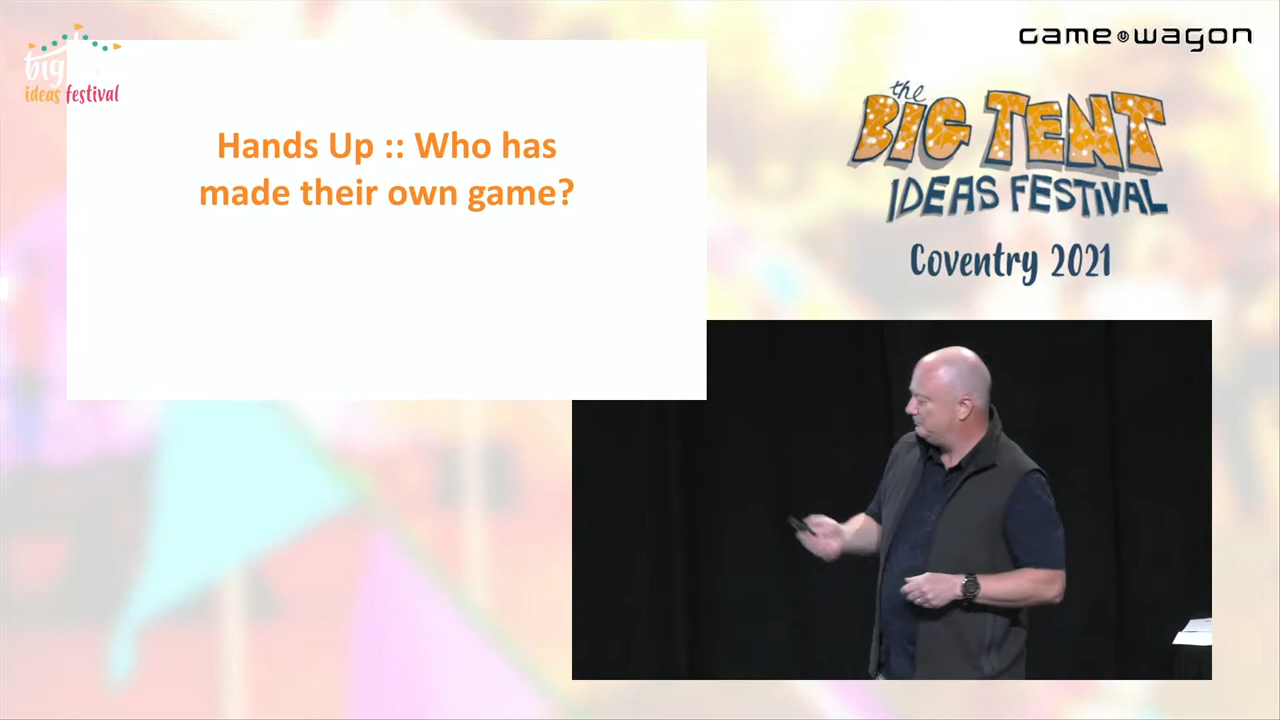 big
ideas festival
Hands Up :: Who has
made their own game?
game wagon
the
BIG TENT
IDEAS FESTIVAL
Coventry 2021